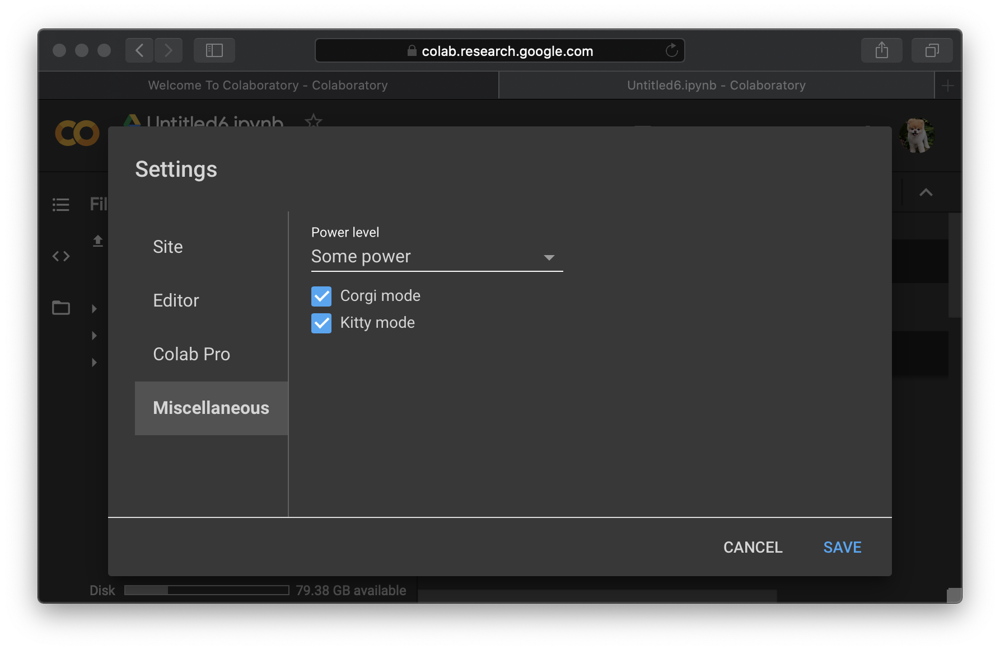 colab.research.google.com
Welcome To Colaboratory - Colaboratory
Untitled6.ipynb - Colaboratory
Untitled6.ipynb
Settings
Fil
Site
Editor
Colab Pro
Miscellaneous
Power level
Some power
Corgi mode
Kitty mode
CANCEL
SAVE
Disk
79.38 GB available